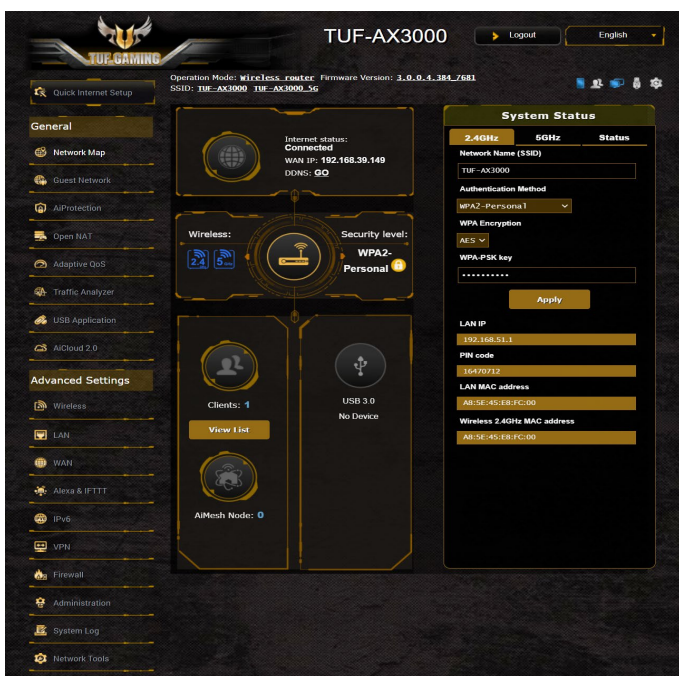 TUF GAMING
TUF-AX3000
Logout
English
Quick Internet Setup
Operation Mode: Wireless router Firmware Version: 3.0.0.4.384_7681
SSID: TUF-AX3000 TUF-AX3000_5G
General
Network Map
Guest Network
AiProtection
Open NAT
Adaptive QoS
Traffic Analyzer
USB Application
AiCloud 2.0
Advanced Settings
Wireless
LAN
WAN
Alexa & IFTTT
IPv6
VPN
Firewall
Administration
System Log
Network Tools
Internet status:
Connected
WAN IP: 192.168.39.149
DDNS: GO
Wireless:
2.4
5
Security level:
WPA2-
Personal
Clients: 1
View List
AiMesh Node: 0
USB 3.0
No Device
System Status
2.4GHz 5GHz Status
Network Name (SSID)
TUF-AX3000
Authentication Method
WPA2-Personal
WPA Encryption
AES
WPA-PSK key
••••••••••
Apply
LAN IP
192.168.51.1
PIN code
16470712
LAN MAC address
A8:5E:45:E8:FC:00
Wireless 2.4GHz MAC address
A8:5E:45:E8:FC:00